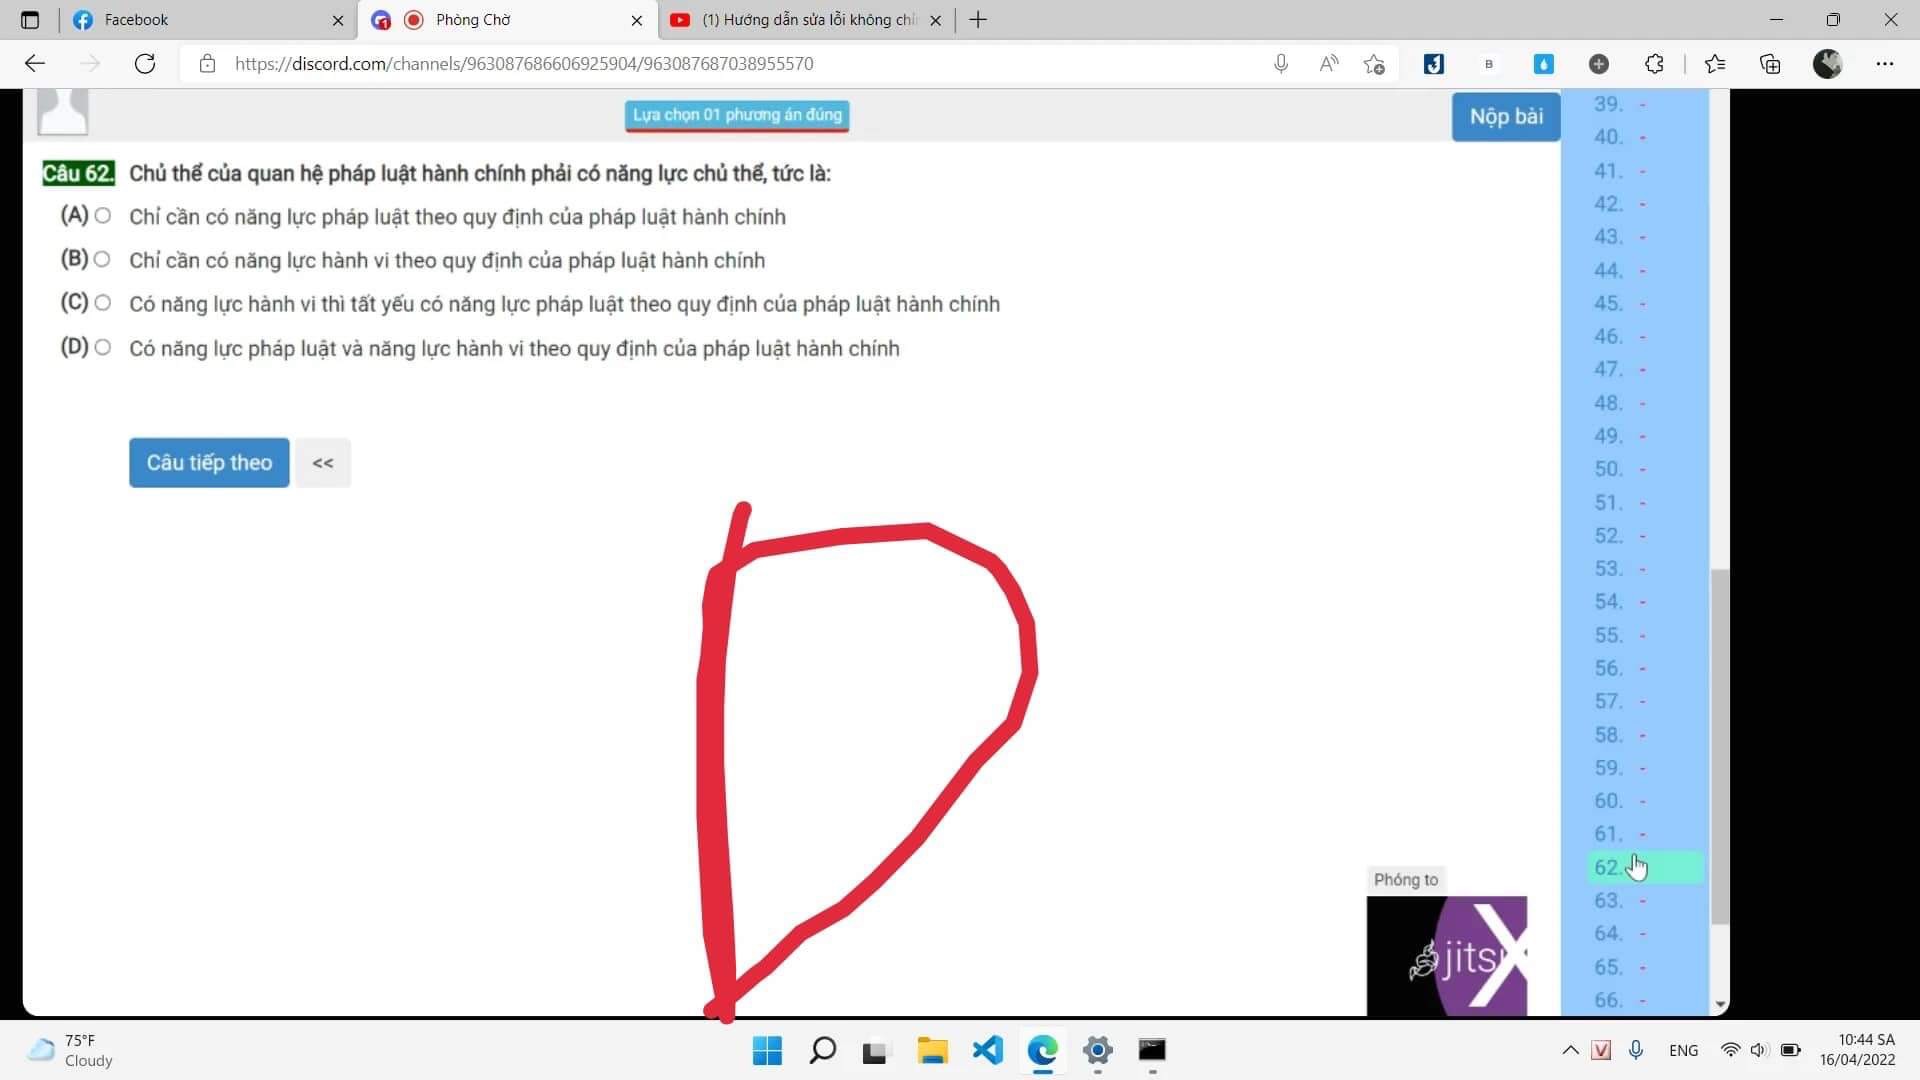 Facebook
1
Phòng Chờ
(1) Hướng dẫn sửa lỗi không chỉ
https://discord.com/channels/963087686606925904/963087687038955570
B
Lựa chọn 01 phương án đúng
Nộp bài
Câu 62. Chủ thể của quan hệ pháp luật hành chính phải có năng lực chủ thể, tức là:
(A) Chỉ cần có năng lực pháp luật theo quy định của pháp luật hành chính
(B) Chỉ cần có năng lực hành vi theo quy định của pháp luật hành chính
(C) Có năng lực hành vi thì tất yếu có năng lực pháp luật theo quy định của pháp luật hành chính
(D) Có năng lực pháp luật và năng lực hành vi theo quy định của pháp luật hành chính
Câu tiếp theo
<<
D
39. -
40. -
41. -
42. -
43. -
44. -
45. -
46. -
47. -
48. -
49. -
50. -
51. -
52. -
53. -
54. -
55. -
56. -
57. -
58. -
59. -
60. -
61. -
62.
63. -
64. -
65. -
66. -
Phóng to
jitsi
75°F
Cloudy
V
ENG
10:44 SA
16/04/2022